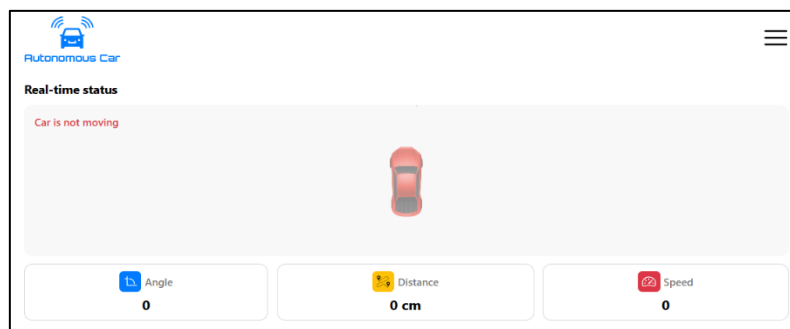 Autonomous Car
Real-time status
Car is not moving
Angle
0
Distance
0 cm
Speed
0